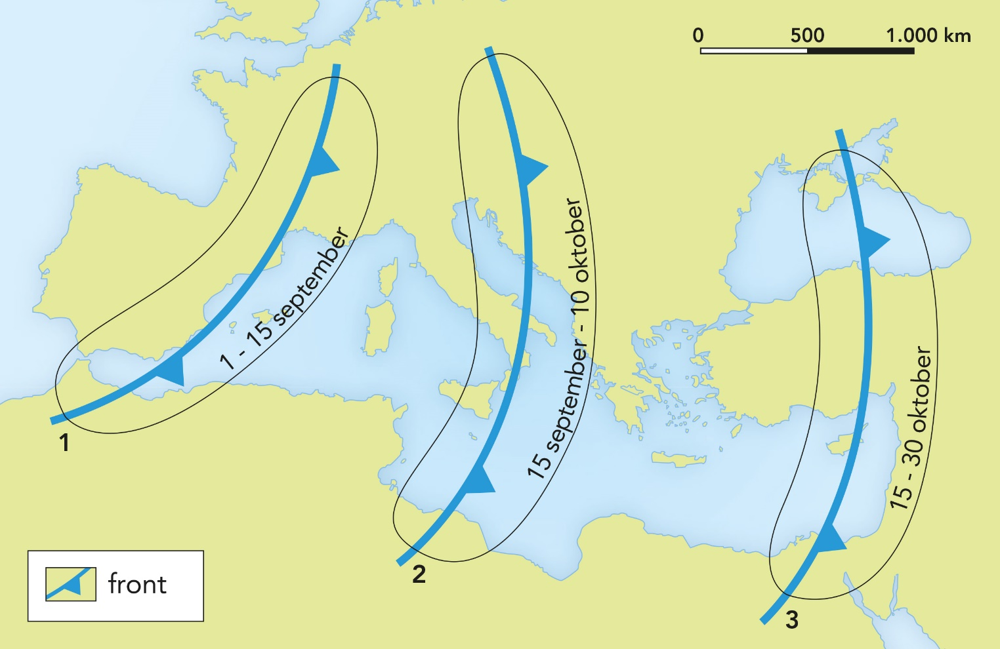 0 500 1.000 km
1 - 15 september
15 september - 10 oktober
15 - 30 oktober
1
2
3
front